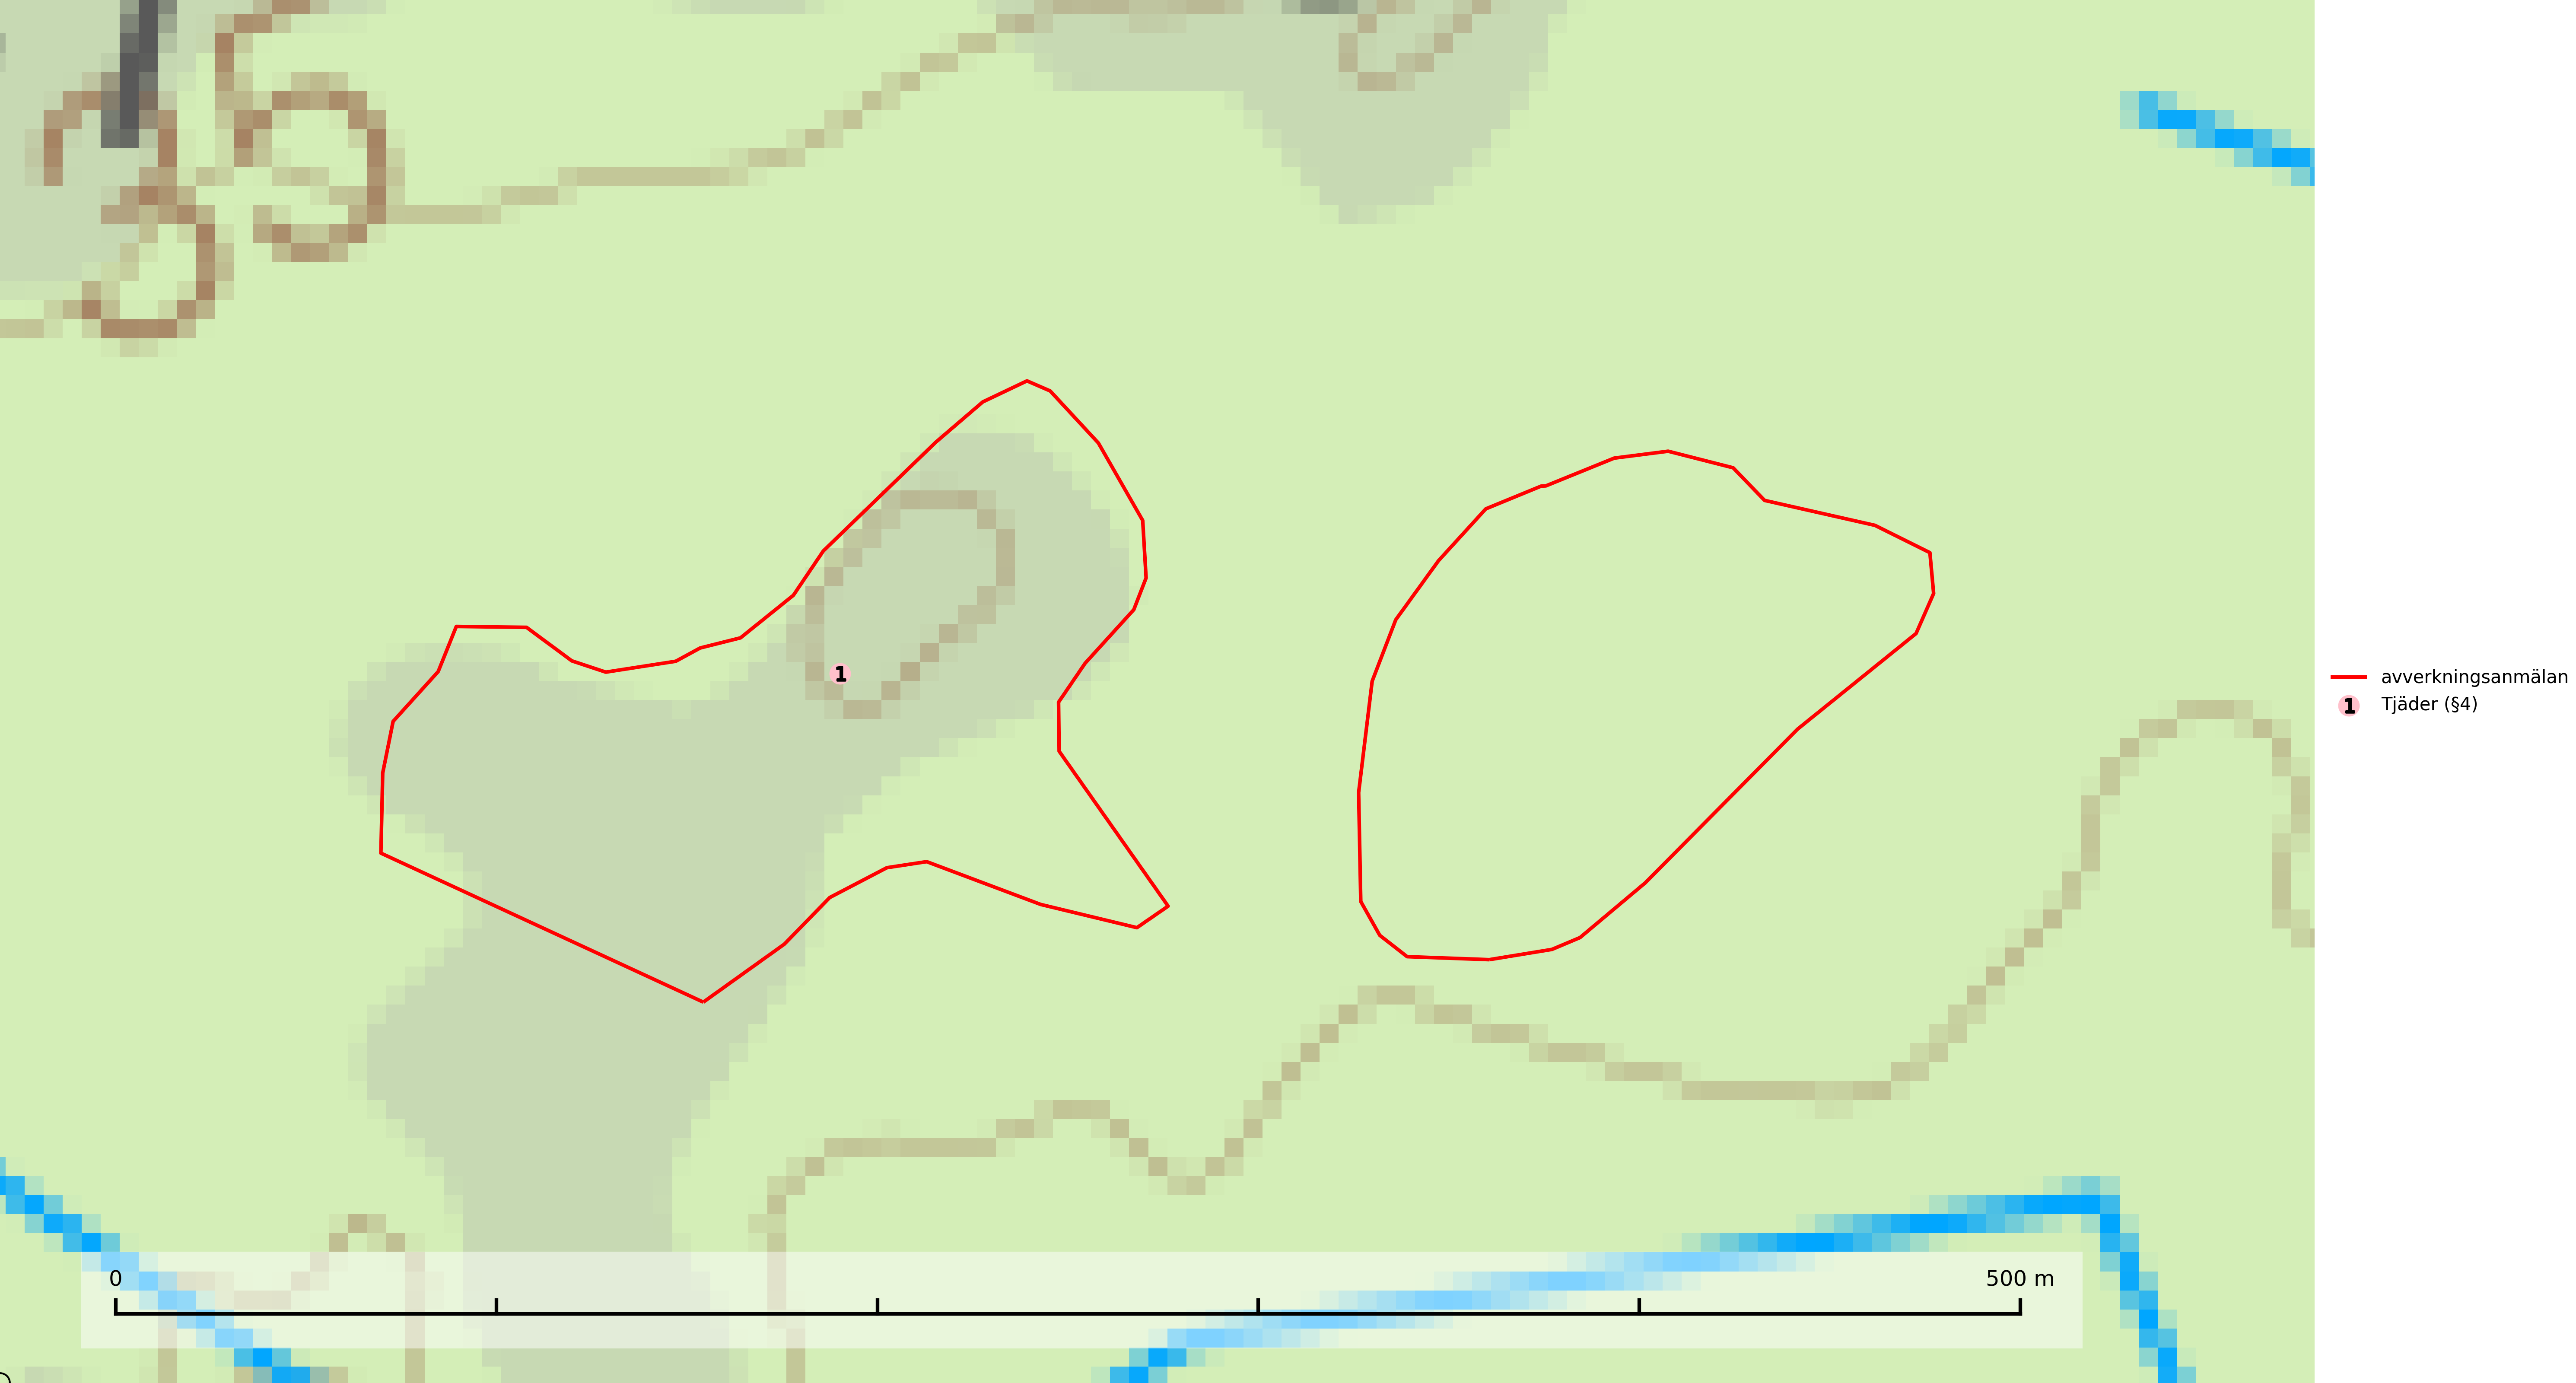 1
avverkningsanmälan
1 Tjäder (§4)
0 500 m